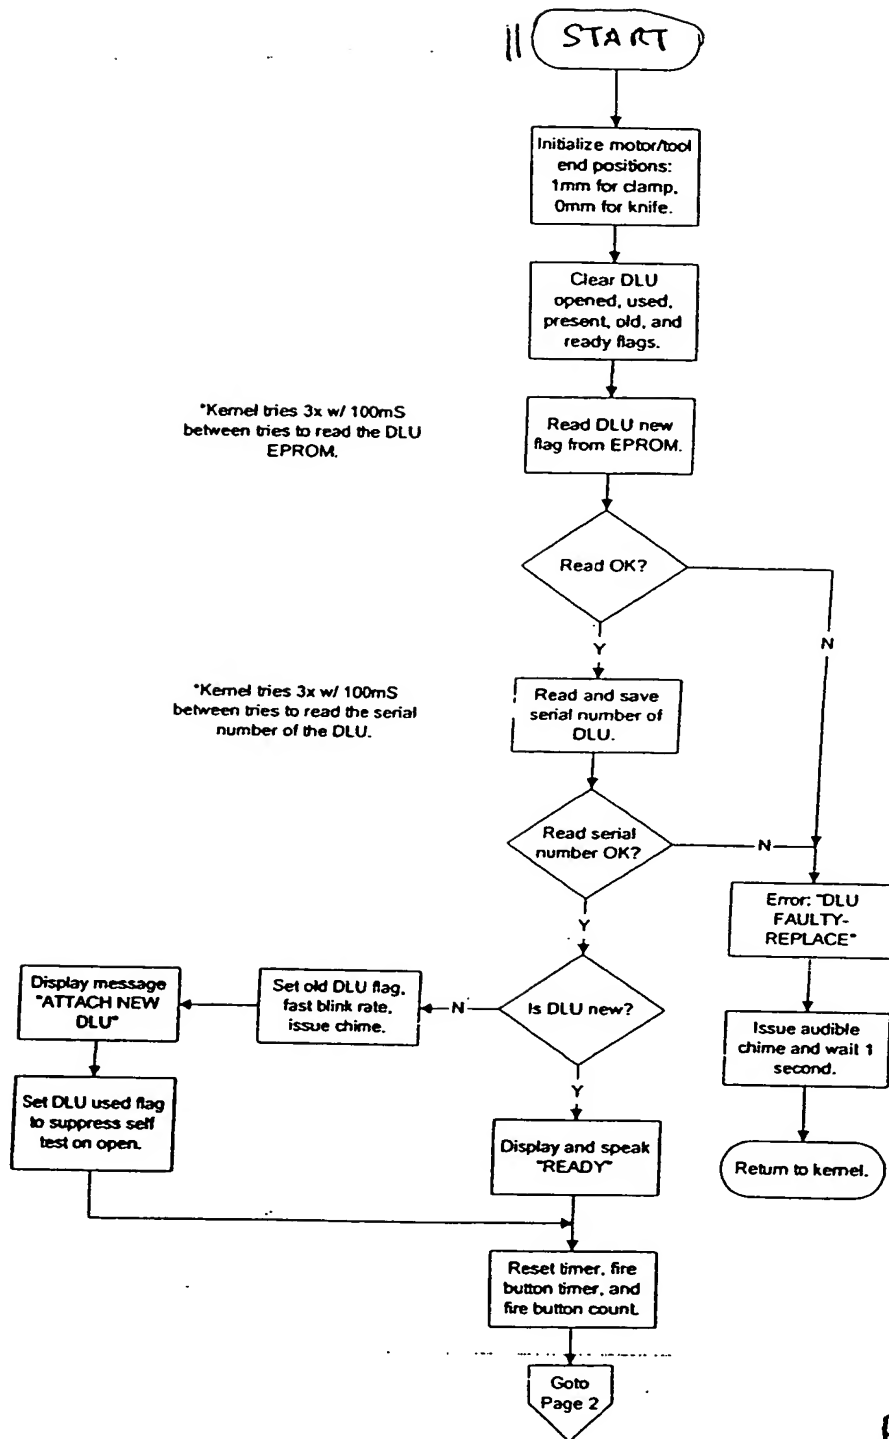 11 START
Initialize motor/tool
end positions:
1mm for clamp,
0mm for knife.
Clear DLU
opened, used,
present, old, and
ready flags.
*Kernel tries 3x w/ 100mS
between tries to read the DLU
EPROM.
Read DLU new
flag from EPROM.
Read OK?
N
Y
*Kernel tries 3x w/ 100mS
between tries to read the serial
number of the DLU.
Read and save
serial number of
DLU.
Read serial
number OK?
N
Y
Error: "DLU
FAULTY-
REPLACE"
Display message
"ATTACH NEW
DLU"
Set old DLU flag,
fast blink rate,
issue chime.
N
Is DLU new?
Y
Issue audible
chime and wait 1
second.
Set DLU used flag
to suppress self
test on open.
Display and speak
"READY"
Return to kernel.
Reset timer, fire
button timer, and
fire button count.
Goto
Page 2